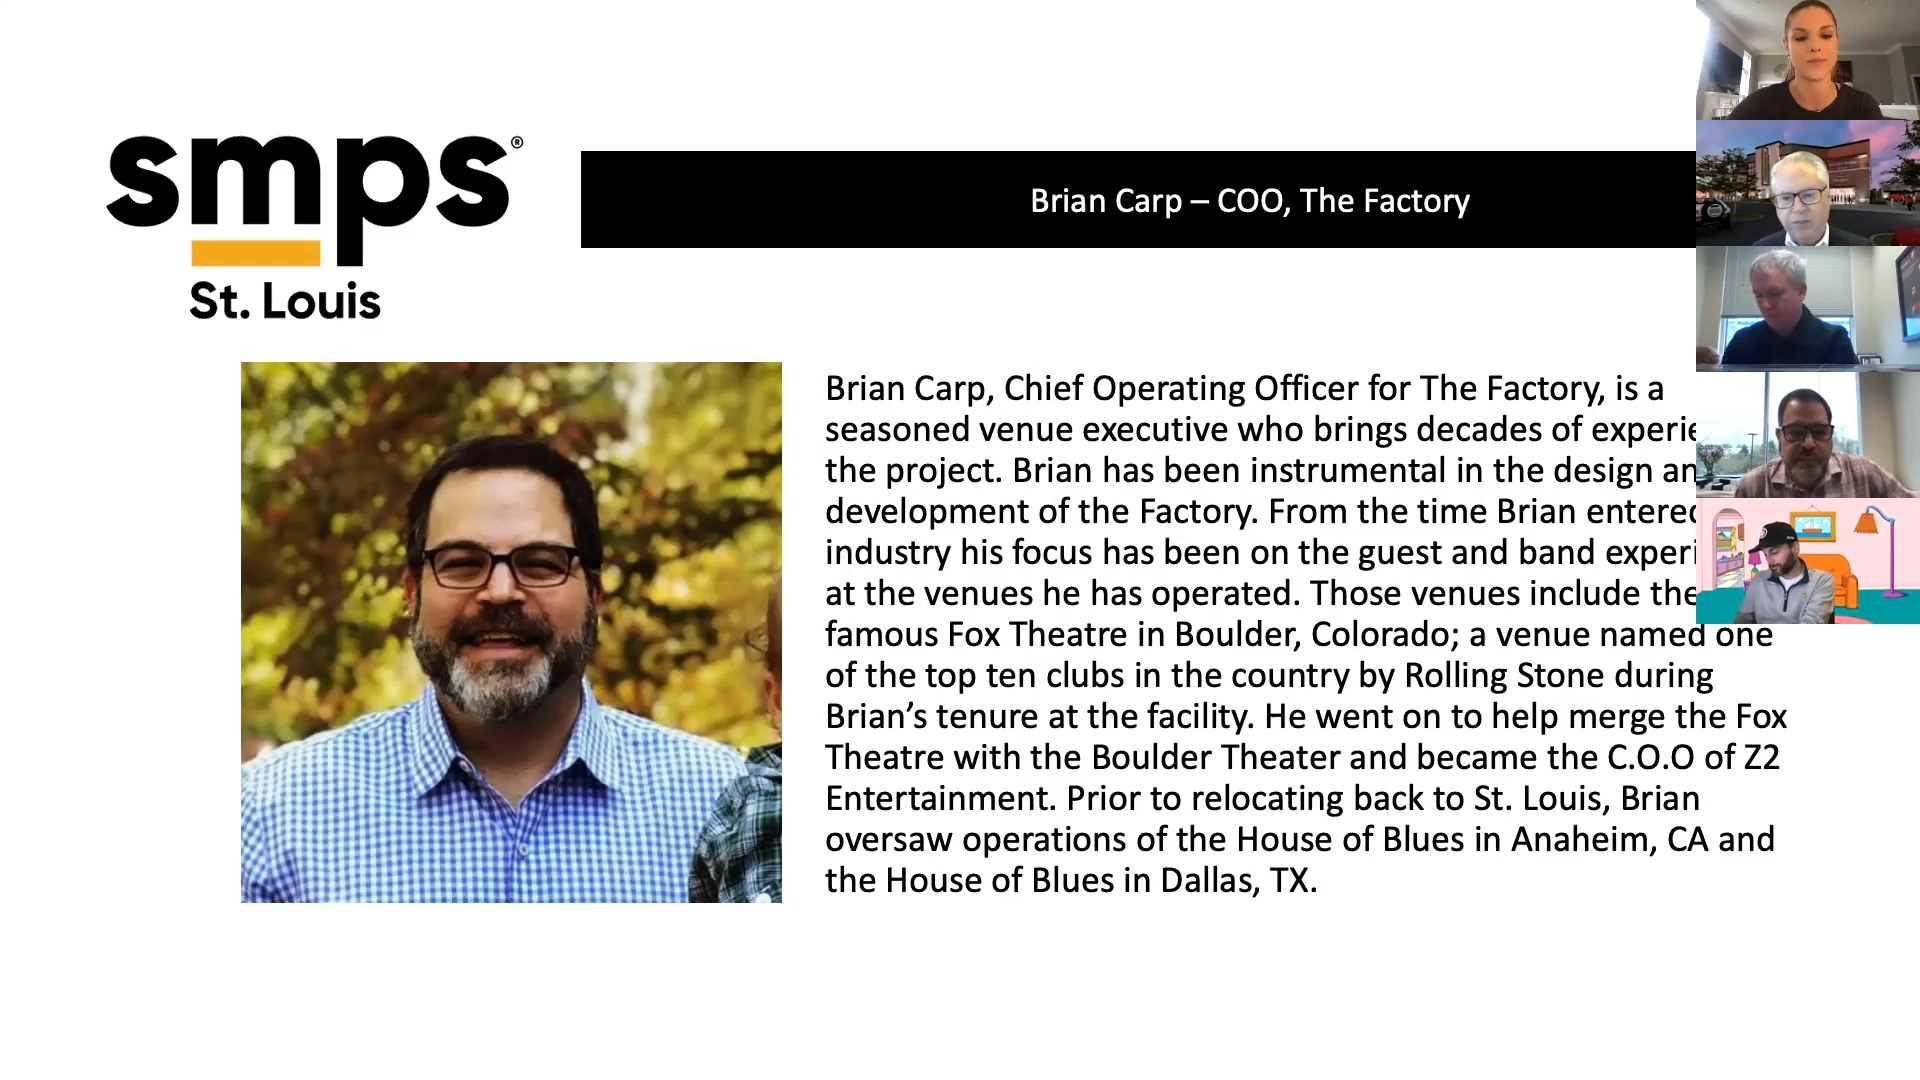 smps®
St. Louis
Brian Carp – COO, The Factory
Brian Carp, Chief Operating Officer for The Factory, is a
seasoned venue executive who brings decades of experie
the project. Brian has been instrumental in the design an
development of the Factory. From the time Brian entered
industry his focus has been on the guest and band experi
at the venues he has operated. Those venues include the
famous Fox Theatre in Boulder, Colorado; a venue named one
of the top ten clubs in the country by Rolling Stone during
Brian’s tenure at the facility. He went on to help merge the Fox
Theatre with the Boulder Theater and became the C.O.O of Z2
Entertainment. Prior to relocating back to St. Louis, Brian
oversaw operations of the House of Blues in Anaheim, CA and
the House of Blues in Dallas, TX.